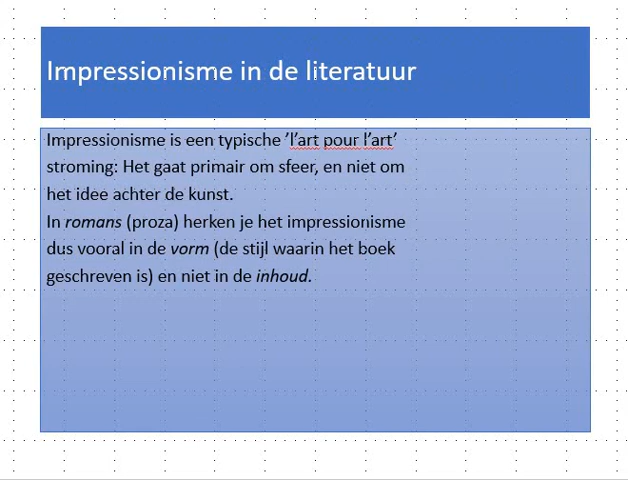 Impressionisme in de literatuur
Impressionisme is een typische ’l’art pour l’art’
stroming: Het gaat primair om sfeer, en niet om
het idee achter de kunst.
In romans (proza) herken je het impressionisme
dus vooral in de vorm (de stijl waarin het boek
geschreven is) en niet in de inhoud.